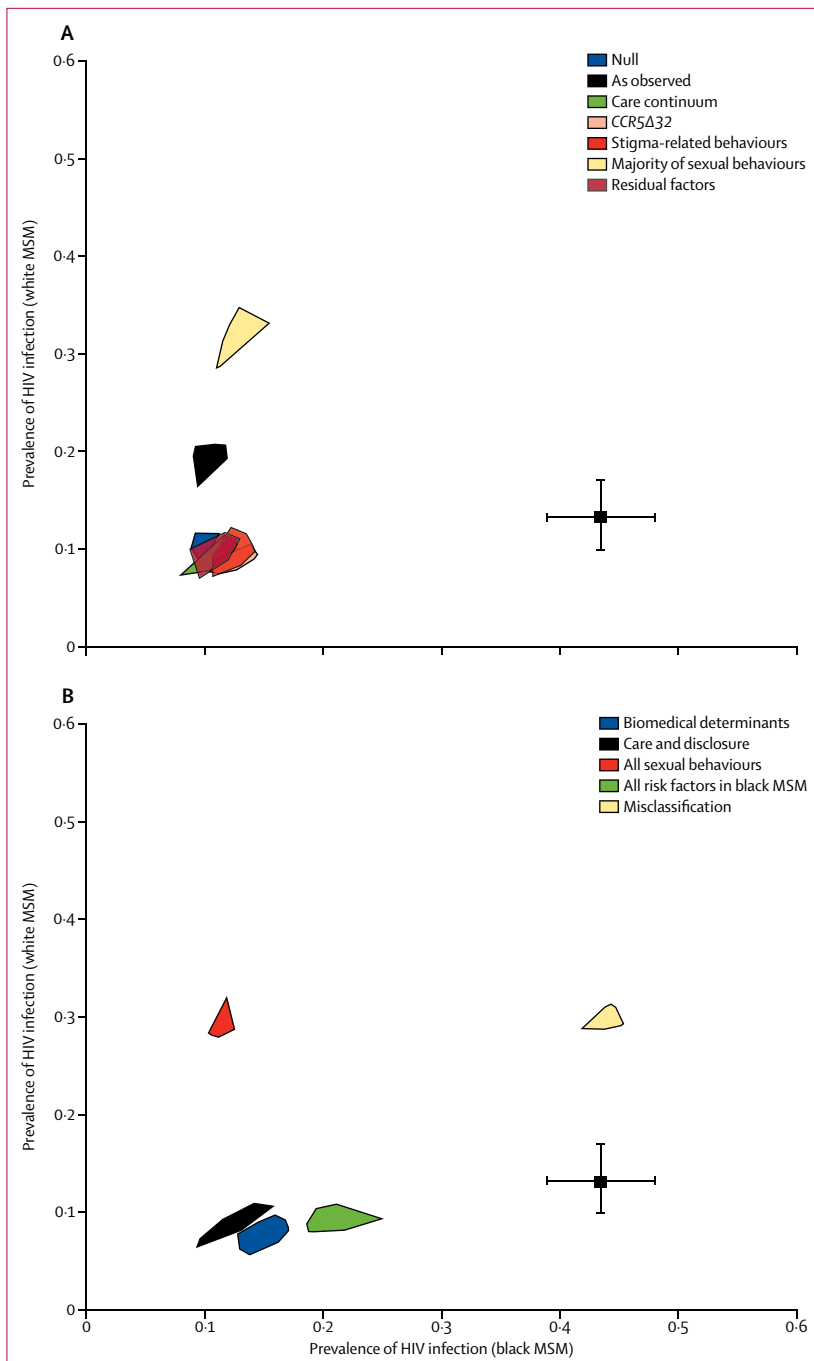 A
0·6
0·5
0·4
0·3
0·2
0·1
0
Prevalence of HIV infection (white MSM)
Null
As observed
Care continuum
CCR5Δ32
Stigma-related behaviours
Majority of sexual behaviours
Residual factors
B
0·6
0·5
0·4
0·3
0·2
0·1
0
Prevalence of HIV infection (white MSM)
Biomedical determinants
Care and disclosure
All sexual behaviours
All risk factors in black MSM
Misclassification
0 0·1 0·2 0·3 0·4 0·5 0·6
Prevalence of HIV infection (black MSM)